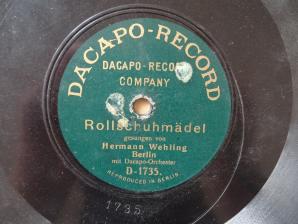 DACAPO-RECORD
DACAPO-RECORD
COMPANY
Rollschuhmädel
gesungen von
Hermann Wehling
Berlin
mit Dacapo-Orchester
D-1735.
REPRODUCED IN BERLIN.
1735